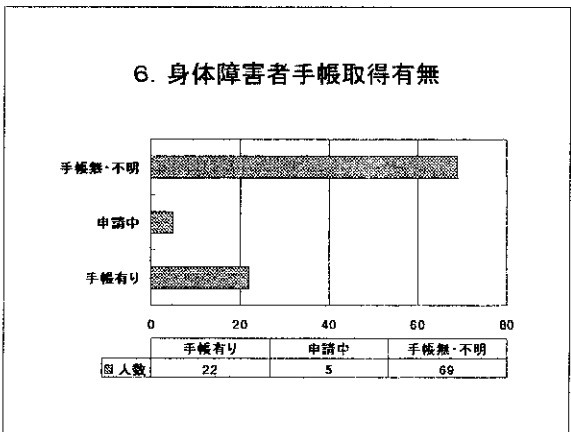 6. 身体障害者手帳取得有無
手帳無・不明
申請中
手帳有り
0 20 40 60 80
手帳有り 申請中 手帳無・不明
人数 22 5 69